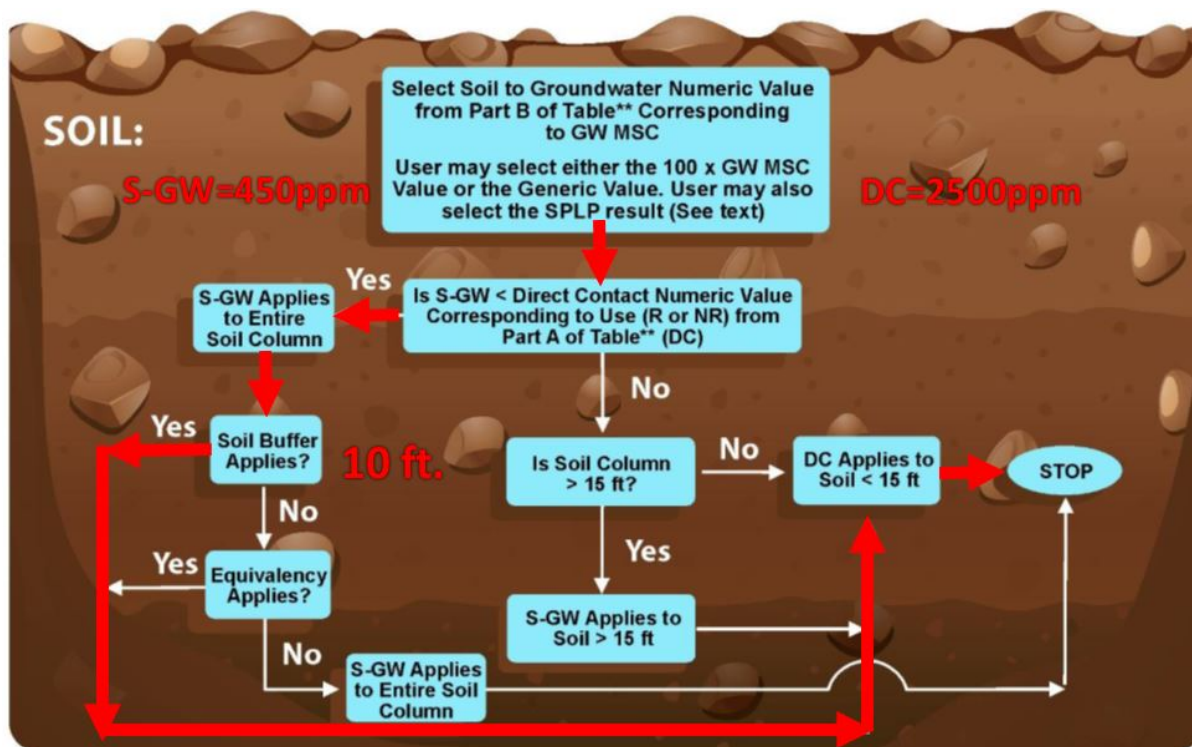 Select Soil to Groundwater Numeric Value
from Part B of Table** Corresponding
to GW MSC
User may select either the 100 x GW MSC
Value or the Generic Value. User may also
select the SPLP result (See text)
SOIL:
S-GW=450ppm
DC=2500ppm
Yes
S-GW Applies
to Entire
Soil Column
Is S-GW < Direct Contact Numeric Value
Corresponding to Use (R or NR) from
Part A of Table** (DC)
No
Yes
Soil Buffer
Applies?
10 ft.
Is Soil Column
> 15 ft?
No
DC Applies to
Soil < 15 ft
STOP
No
Yes
Yes
Equivalency
Applies?
S-GW Applies to
Soil > 15 ft
No
S-GW Applies
to Entire Soil
Column